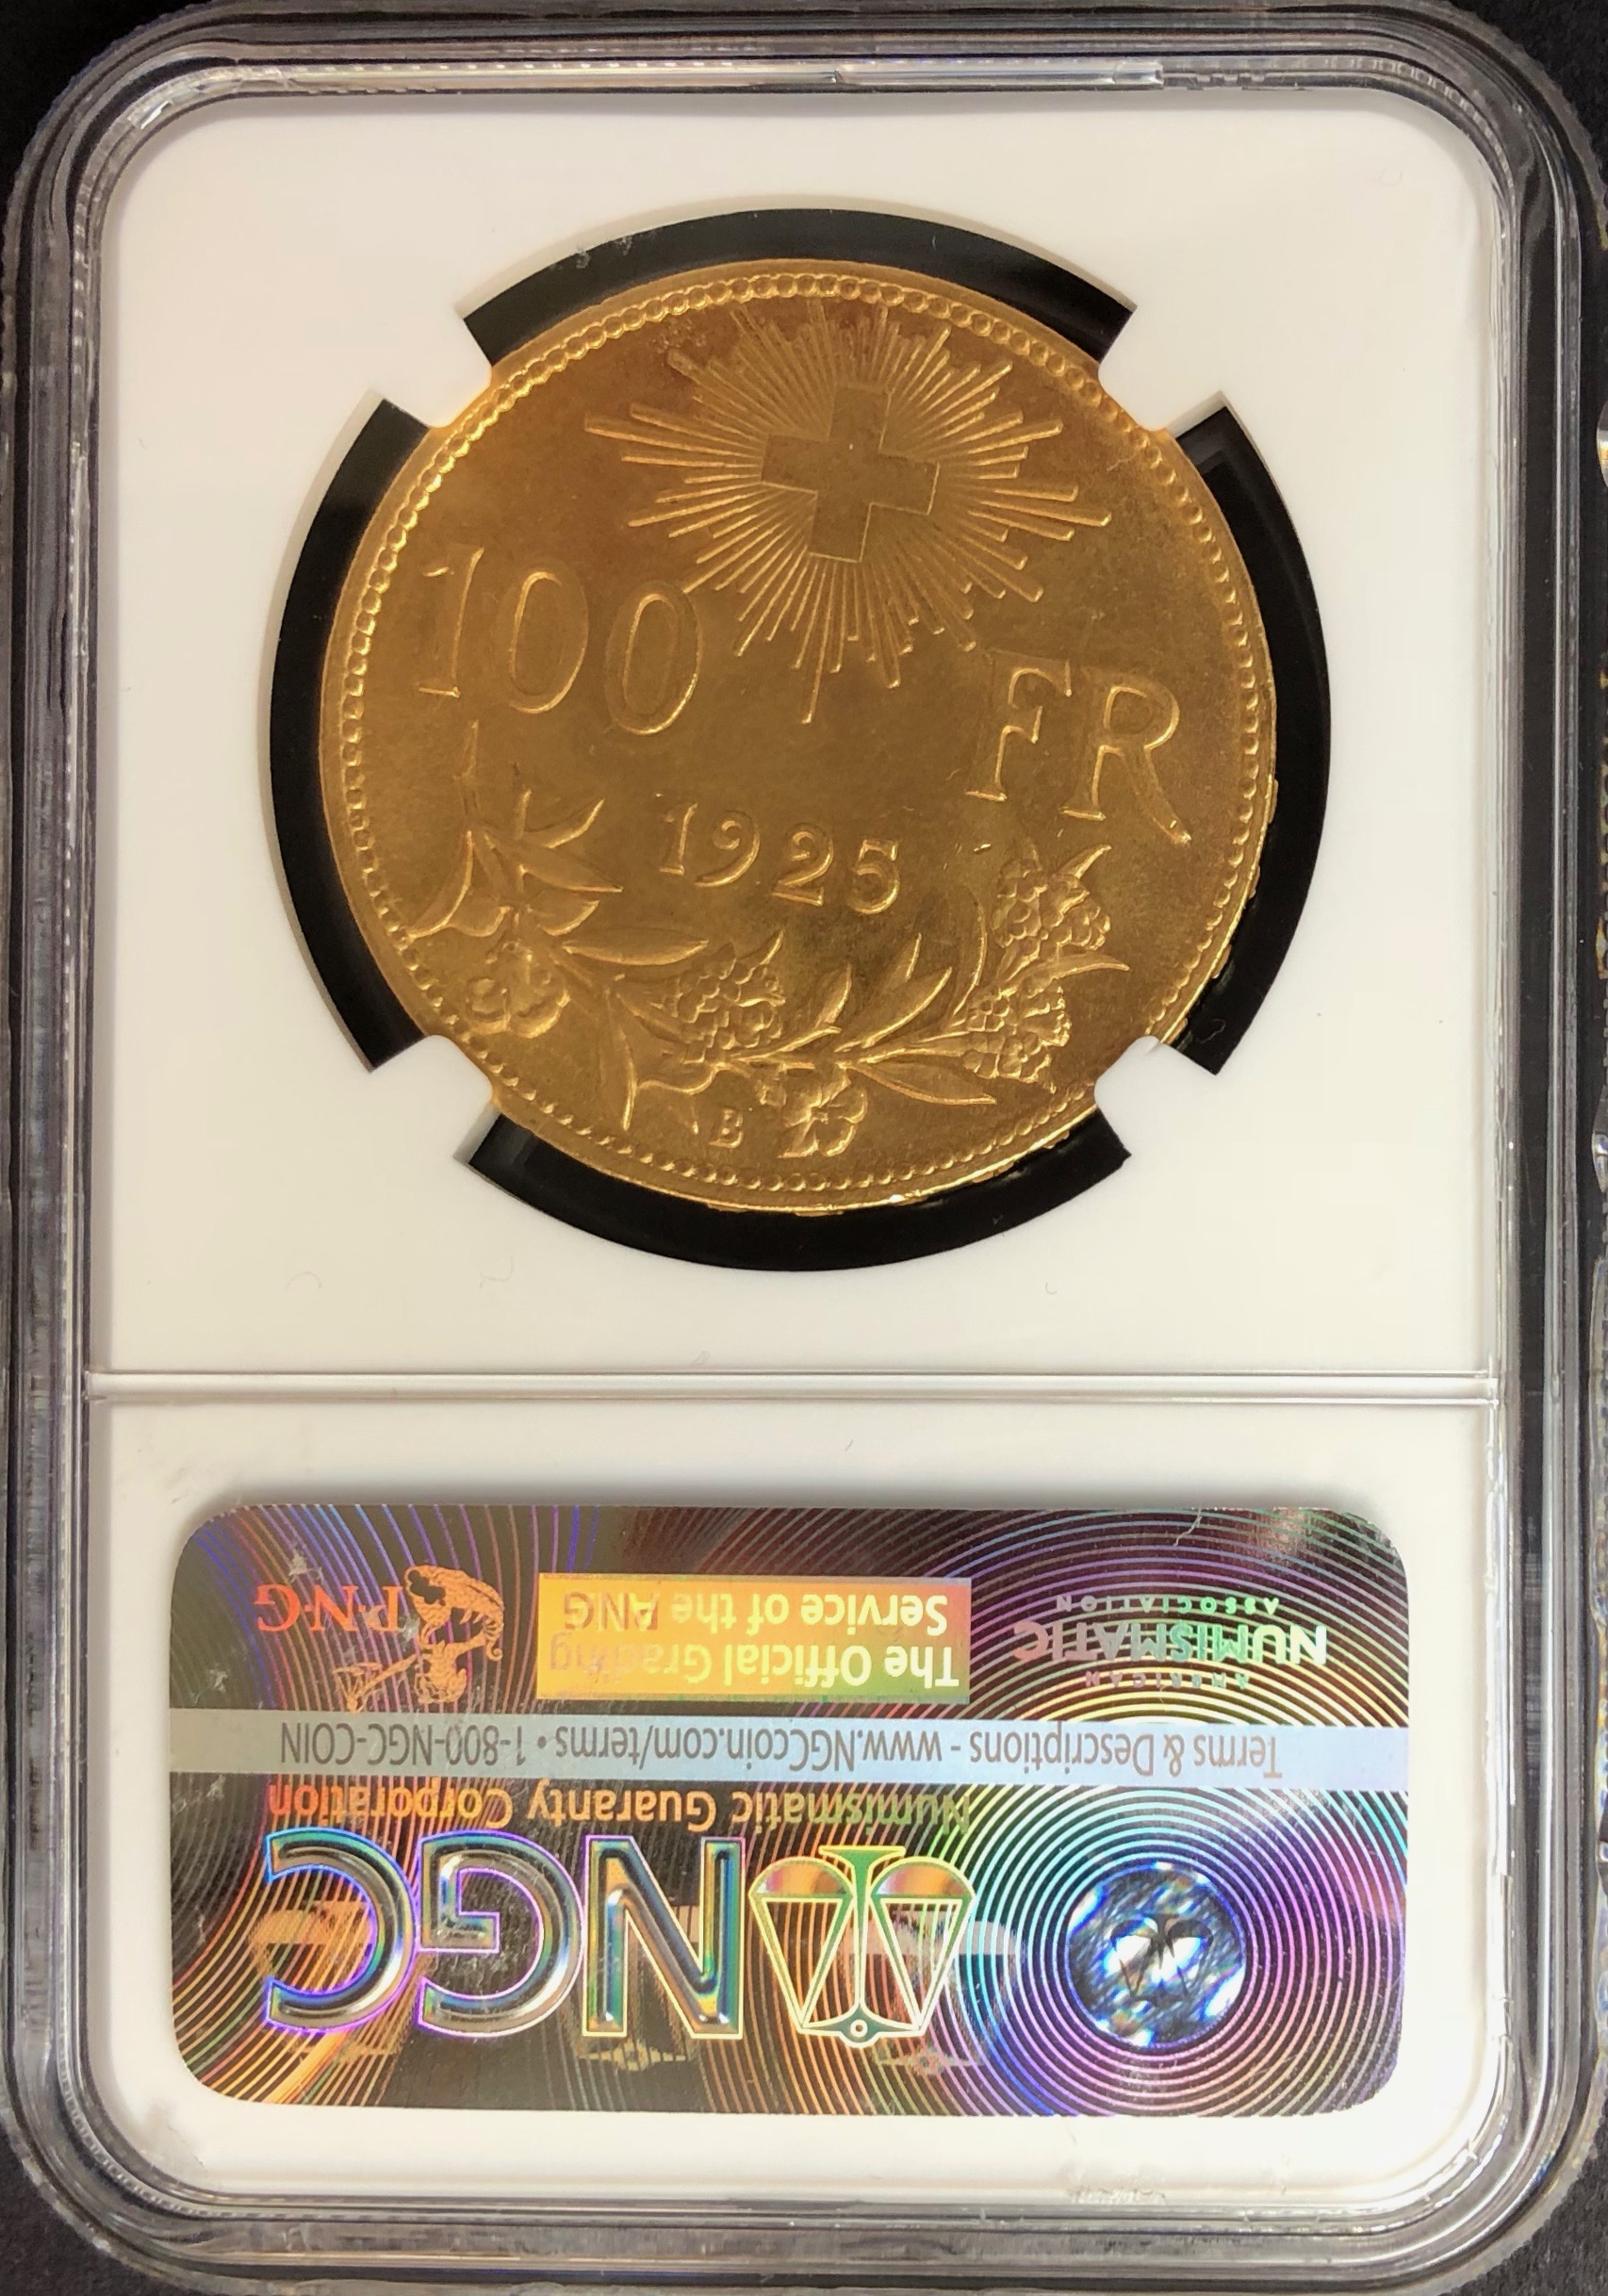 100 FR
1925
B
NGC
Numismatic Guaranty Corporation
Terms & Descriptions - www.NGCcoin.com/terms • 1-800-NGC-COIN
AMERICAN
NUMISMATIC
ASSOCIATION
The Official Grading
Service of the PNG
P·N·G